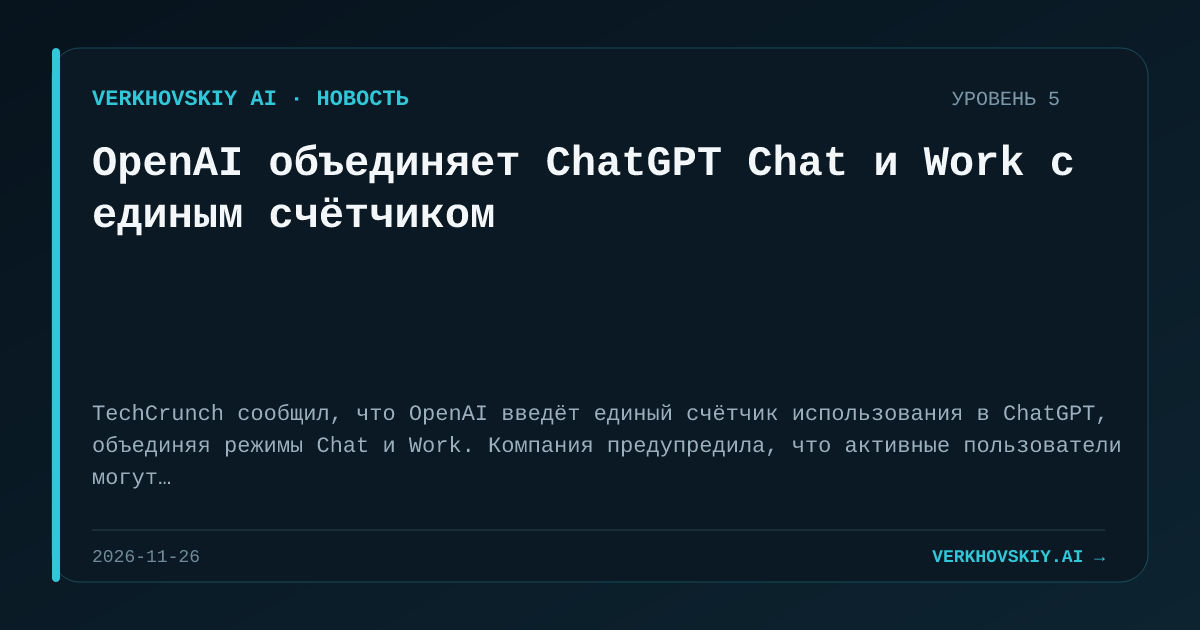 VERKHOVSKIY AI · НОВОСТЬ
УРОВЕНЬ 5
OpenAI объединяет ChatGPT Chat и Work с
единым счётчиком
TechCrunch сообщил, что OpenAI введёт единый счётчик использования в ChatGPT,
объединяя режимы Chat и Work. Компания предупредила, что активные пользователи
могут…
2026-11-26
VERKHOVSKIY.AI →